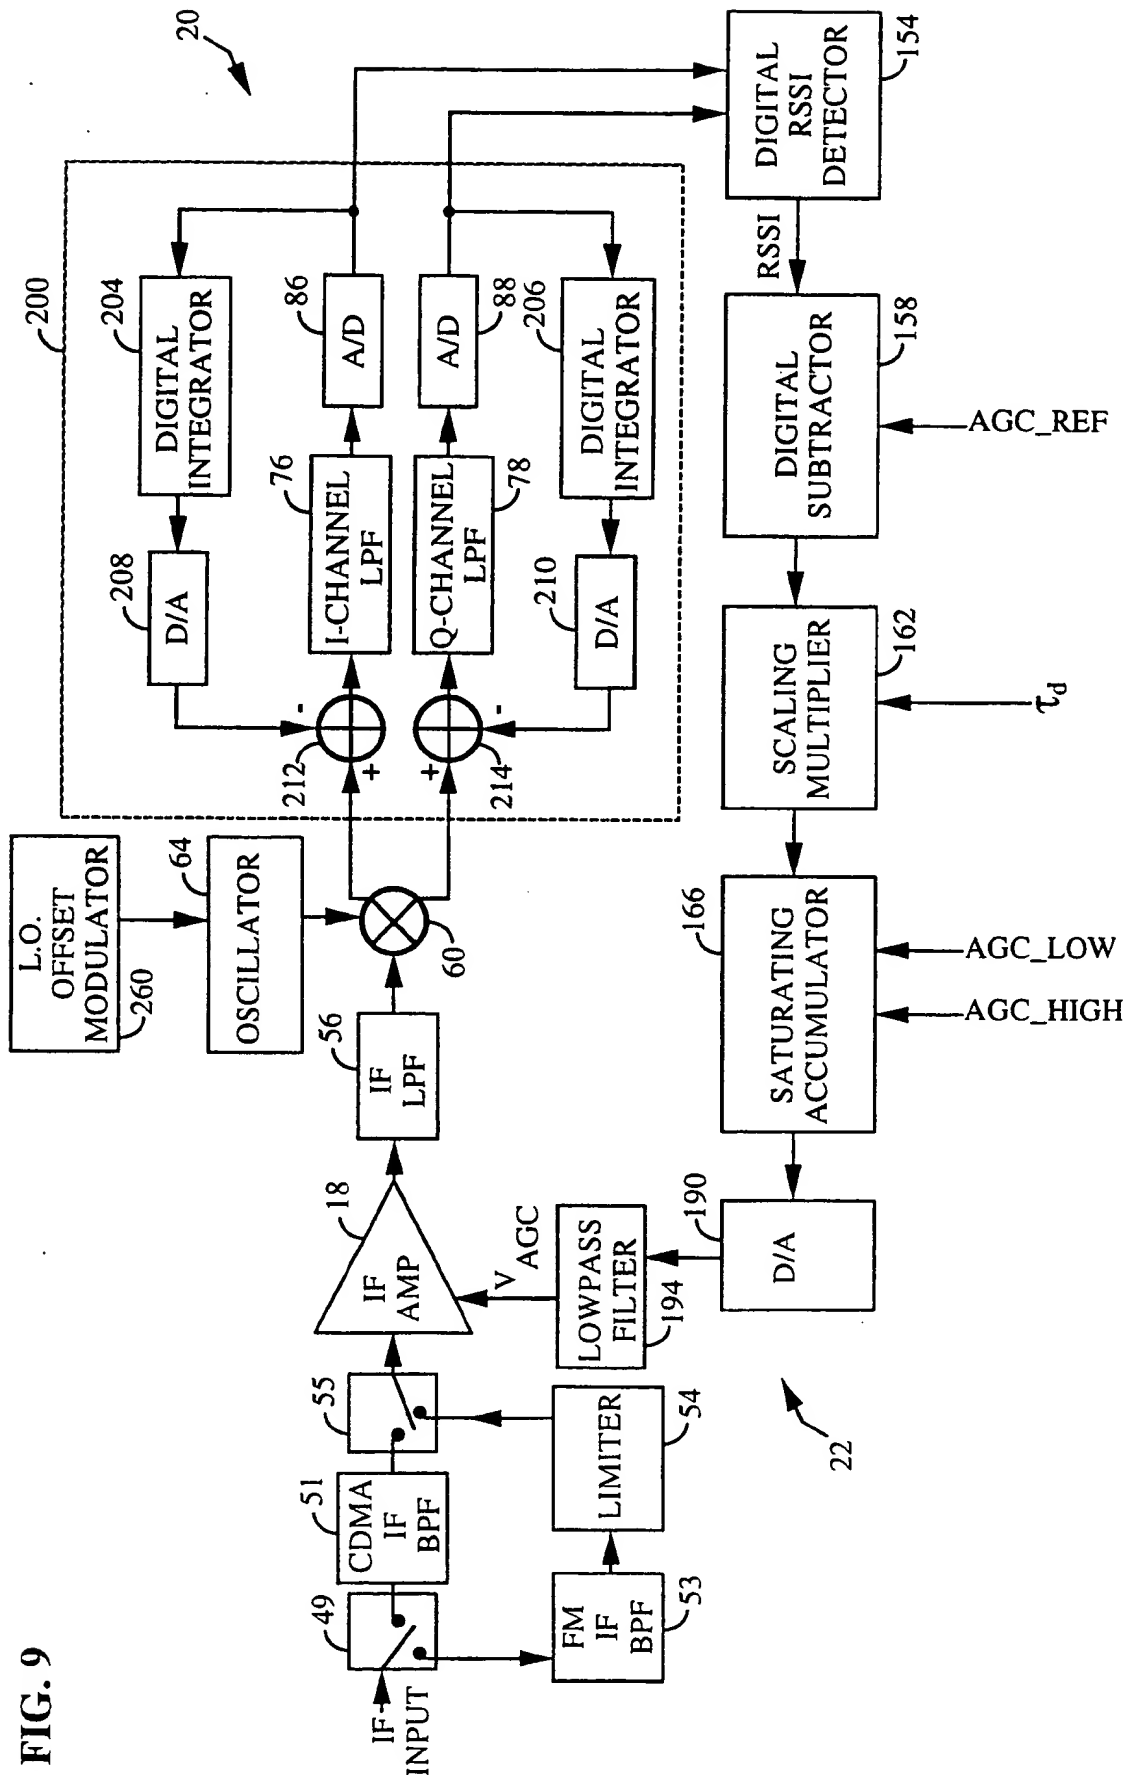 FIG. 9
20
200
L.O.
OFFSET
MODULATOR
260
64
OSCILLATOR
208
D/A
204
DIGITAL
INTEGRATOR
IF
INPUT
49
51
CDMA
IF
BPF
55
18
IF
AMP
56
IF
LPF
60
212
+
-
76
I-CHANNEL
LPF
86
A/D
214
+
-
Q-CHANNEL
LPF
78
A/D
88
FM
IF
BPF
53
LIMITER
54
V AGC
LOWPASS
FILTER
194
210
D/A
206
DIGITAL
INTEGRATOR
22
190
D/A
166
SATURATING
ACCUMULATOR
AGC_HIGH
AGC_LOW
SCALING
MULTIPLIER
162
τd
DIGITAL
SUBTRACTOR
158
AGC_REF
RSSI
DIGITAL
RSSI
DETECTOR
154